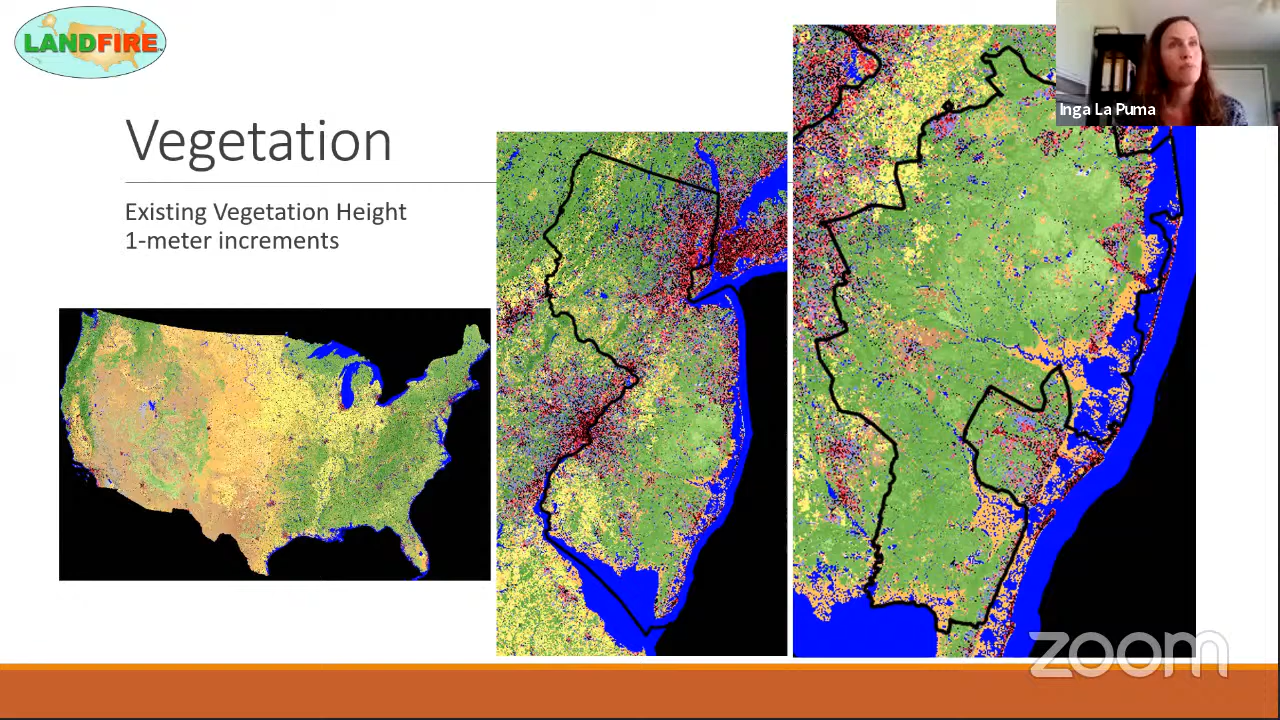 LANDFIRE
Vegetation
Existing Vegetation Height
1-meter increments
Inga La Puma
zoom